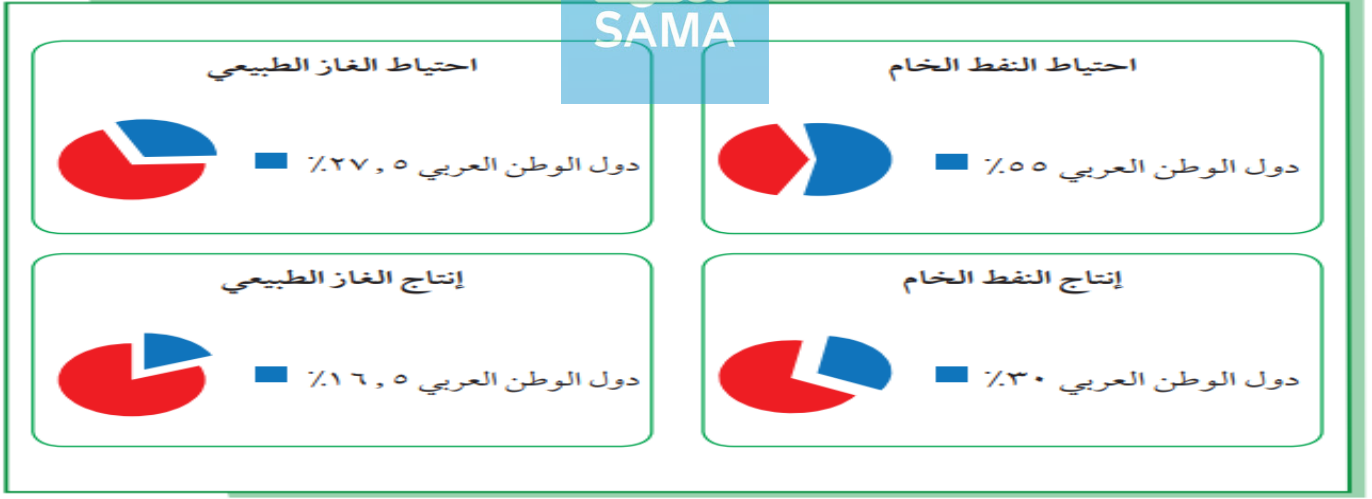 SAMA
احتياط النفط الخام
دول الوطن العربي ٥٥٪
احتياط الغاز الطبيعي
دول الوطن العربي ٢٧,٥٪
إنتاج النفط الخام
دول الوطن العربي ٣٠٪
إنتاج الغاز الطبيعي
دول الوطن العربي ١٦,٥٪